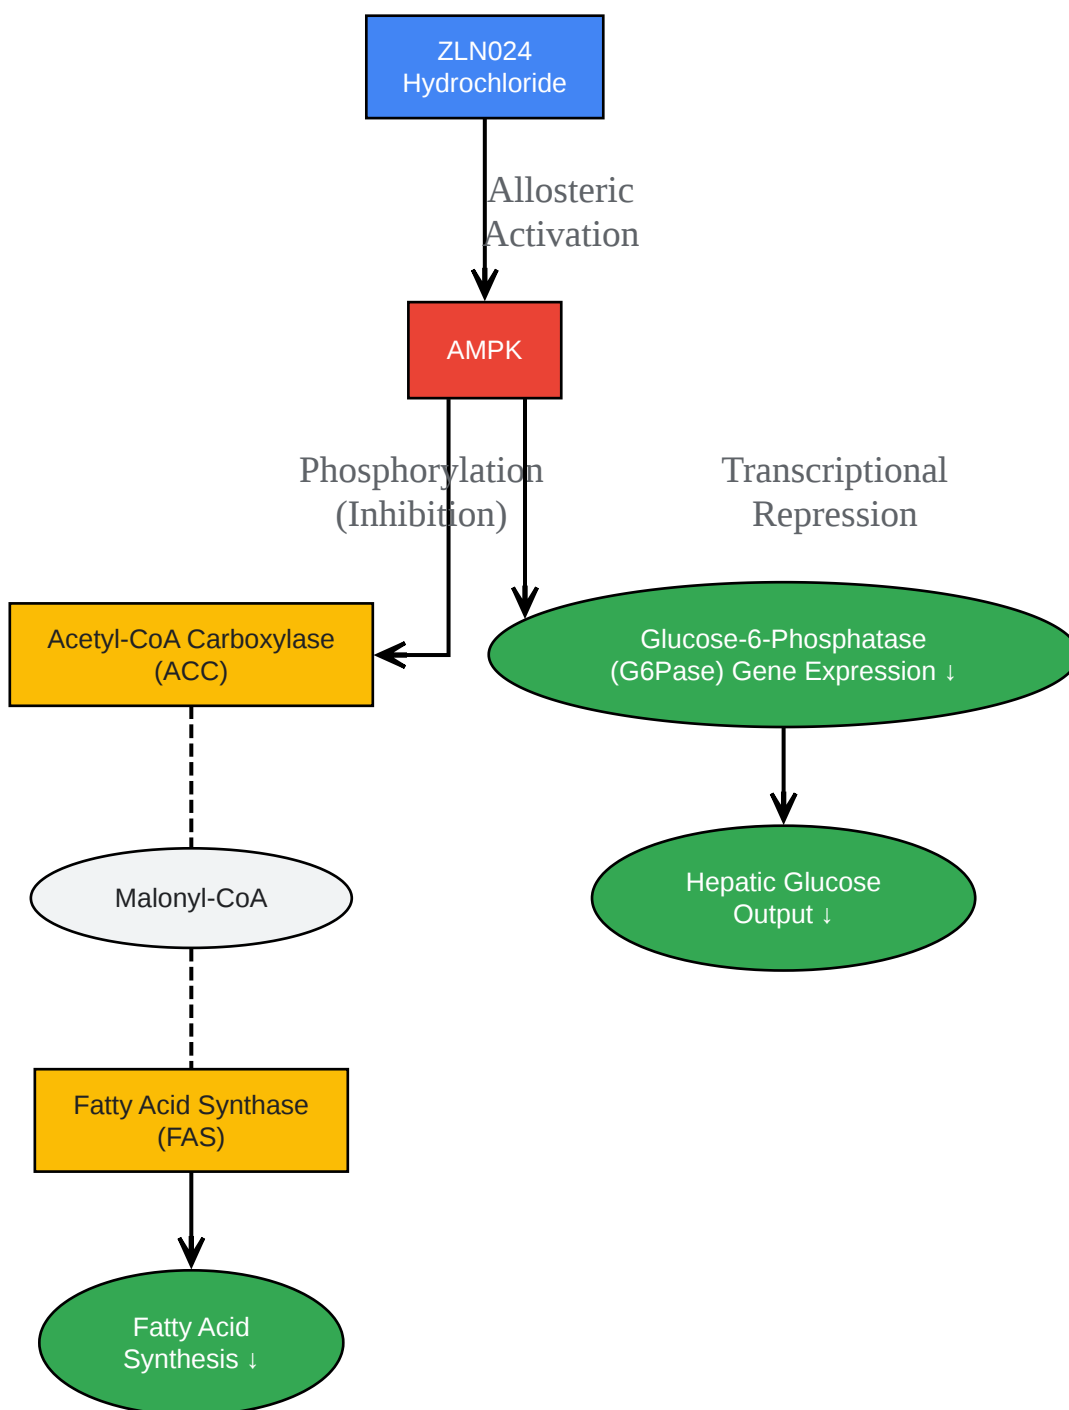 ZLN024
Hydrochloride
Allosteric
Activation
AMPK
Phosphorylation
(Inhibition)
Transcriptional
Repression
Acetyl-CoA Carboxylase
(ACC)
Glucose-6-Phosphatase
(G6Pase) Gene Expression ↓
Malonyl-CoA
Hepatic Glucose
Output ↓
Fatty Acid Synthase
(FAS)
Fatty Acid
Synthesis ↓